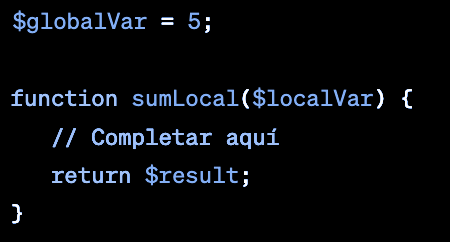 $globalVar = 5;
function sumLocal($localVar) {
// Completar aquí
return $result;
}